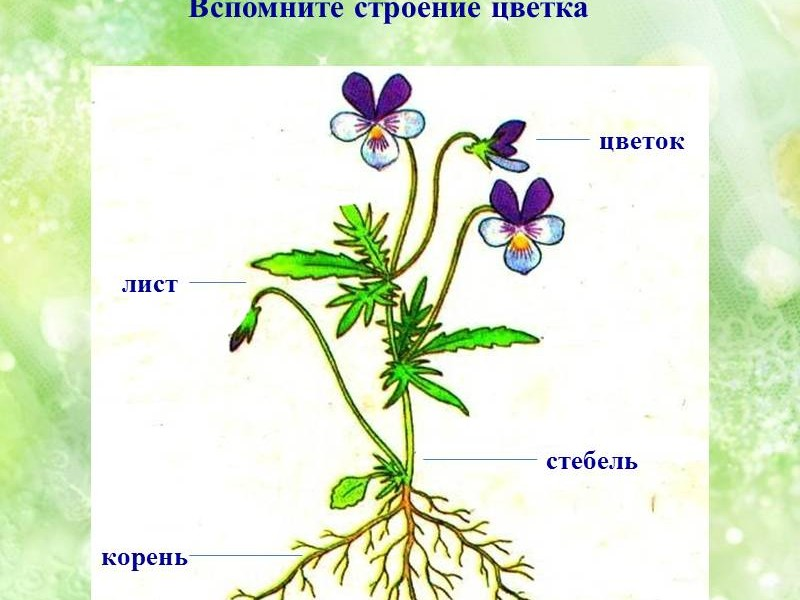 Вспомните строение цветка
цветок
лист
стебель
корень